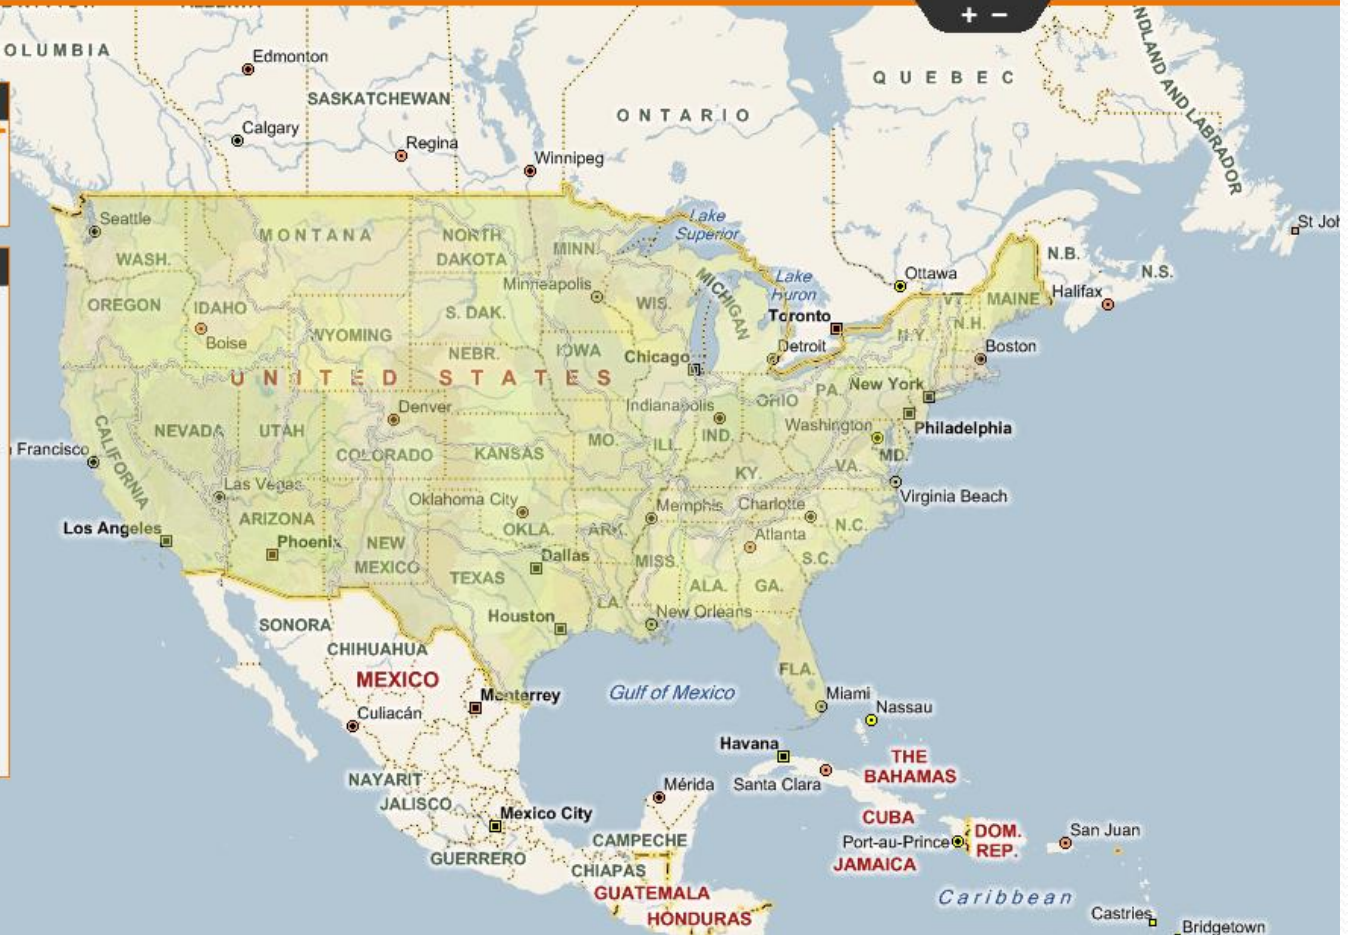 + −
OLUMBIA
Edmonton
SASKATCHEWAN
Calgary
Regina
Winnipeg
ONTARIO
QUEBEC
NDLAND AND LABRADOR
St Joh
Seattle
WASH.
MONTANA
NORTH
DAKOTA
MINN.
Lake
Superior
N.B.
N.S.
OREGON
IDAHO
Boise
WYOMING
S. DAK.
Minneapolis
WIS.
MICHIGAN
Lake
Huron
Toronto
Ottawa
VT.
MAINE
Halifax
N.H.
N.Y.
Boston
NEBR.
IOWA
Chicago
Detroit
UNITED STATES
Denver
Indianapolis
OHIO
PA.
New York
Philadelphia
Washington
MD.
Francisco
CALIFORNIA
NEVADA
UTAH
COLORADO
KANSAS
MO.
ILL.
IND.
KY.
VA.
Virginia Beach
Las Vegas
Oklahoma City
Memphis
Charlotte
N.C.
Los Angeles
ARIZONA
Phoenix
NEW
MEXICO
OKLA.
ARK.
Atlanta
S.C.
TEXAS
Dallas
MISS.
ALA.
GA.
Houston
LA.
New Orleans
SONORA
CHIHUAHUA
MEXICO
Monterrey
Gulf of Mexico
FLA.
Miami
Nassau
Culiacán
Havana
THE
BAHAMAS
NAYARIT
JALISCO
Mérida
Santa Clara
Mexico City
CUBA
GUERRERO
CAMPECHE
CHIAPAS
Port-au-Prince
DOM.
REP.
San Juan
JAMAICA
GUATEMALA
HONDURAS
Caribbean
Castries
Bridgetown